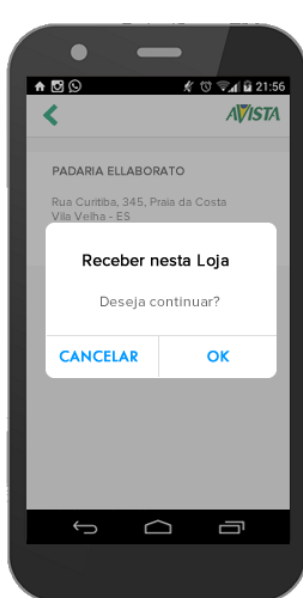 21:56
AVISTA
PADARIA ELLABORATO
Rua Curitiba, 345, Praia da Costa
Vila Velha - ES
Receber nesta Loja
Deseja continuar?
CANCELAR OK